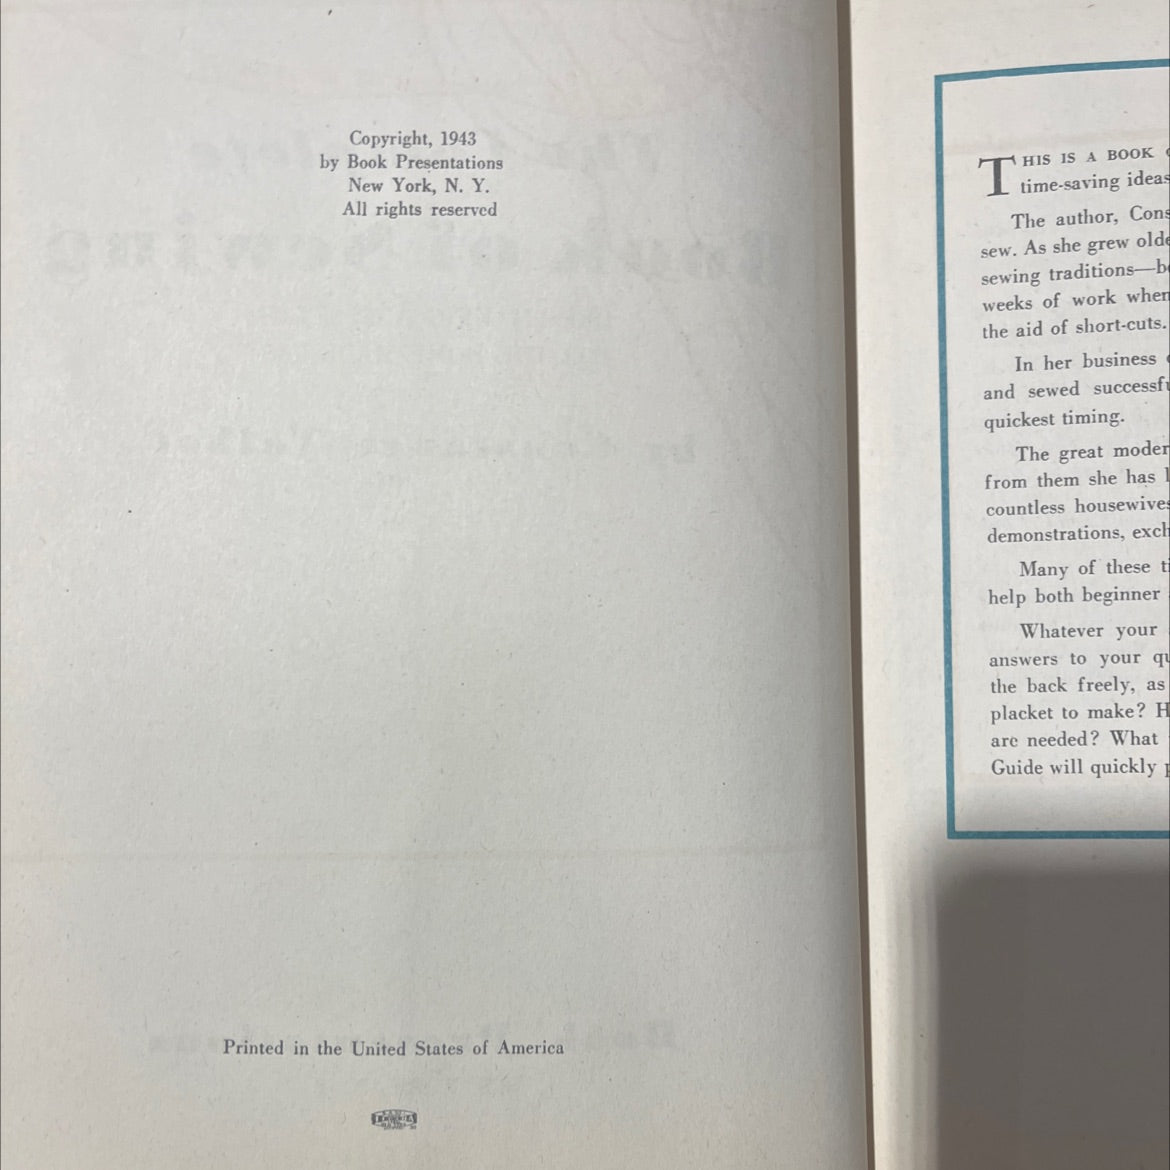 Copyright, 1943
by Book Presentations
New York, N. Y.
All rights reserved
Printed in the United States of America
THIS IS A BOOK
time-saving ideas
The author, Cons
sew. As she grew olde
sewing traditions—be
weeks of work when
the aid of short-cuts.
In her business
and sewed successfu
quickest timing.
The great moder
from them she has l
countless housewives
demonstrations, exch
Many of these ti
help both beginner
Whatever your
answers to your qu
the back freely, as
placket to make? H
are needed? What
Guide will quickly p